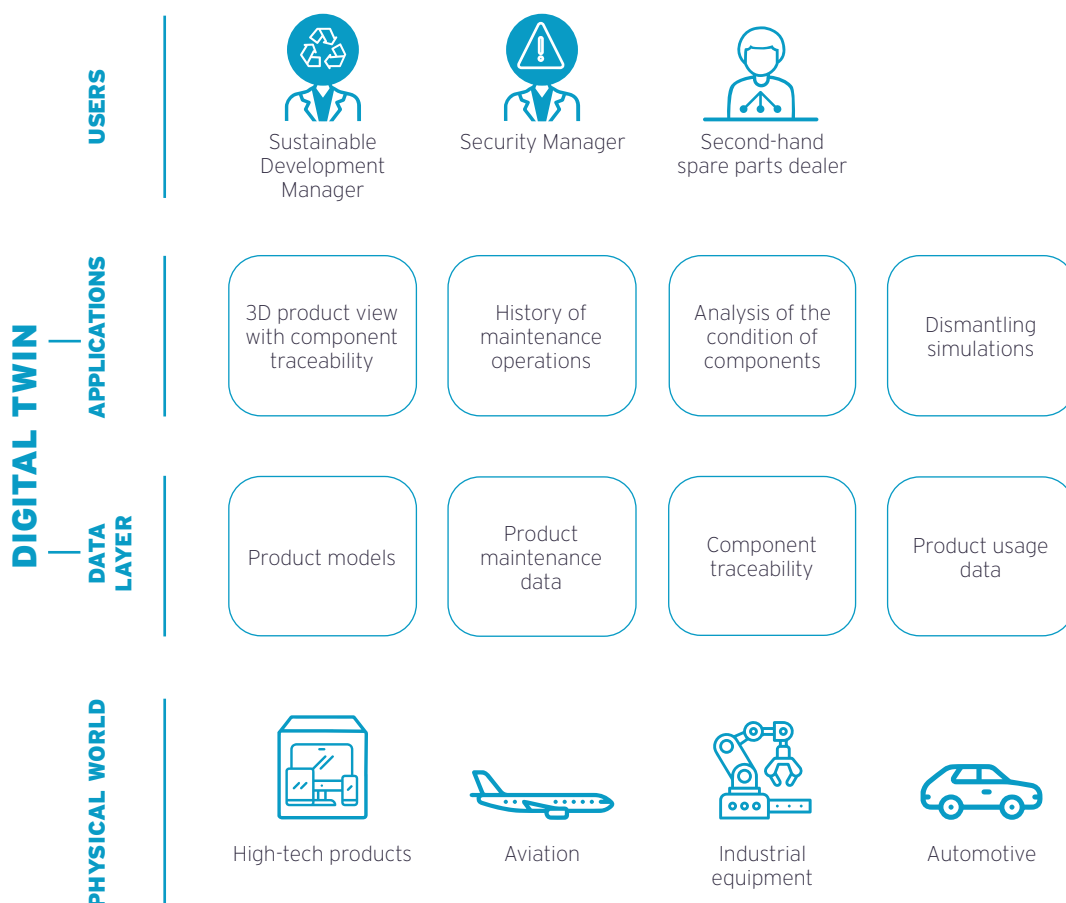 USERS
Sustainable
Development
Manager
Security Manager
Second-hand
spare parts dealer
DIGITAL TWIN
APPLICATIONS
3D product view
with component
traceability
History of
maintenance
operations
Analysis of the
condition of
components
Dismantling
simulations
DATA
LAYER
Product models
Product
maintenance
data
Component
traceability
Product usage
data
PHYSICAL WORLD
High-tech products
Aviation
Industrial
equipment
Automotive